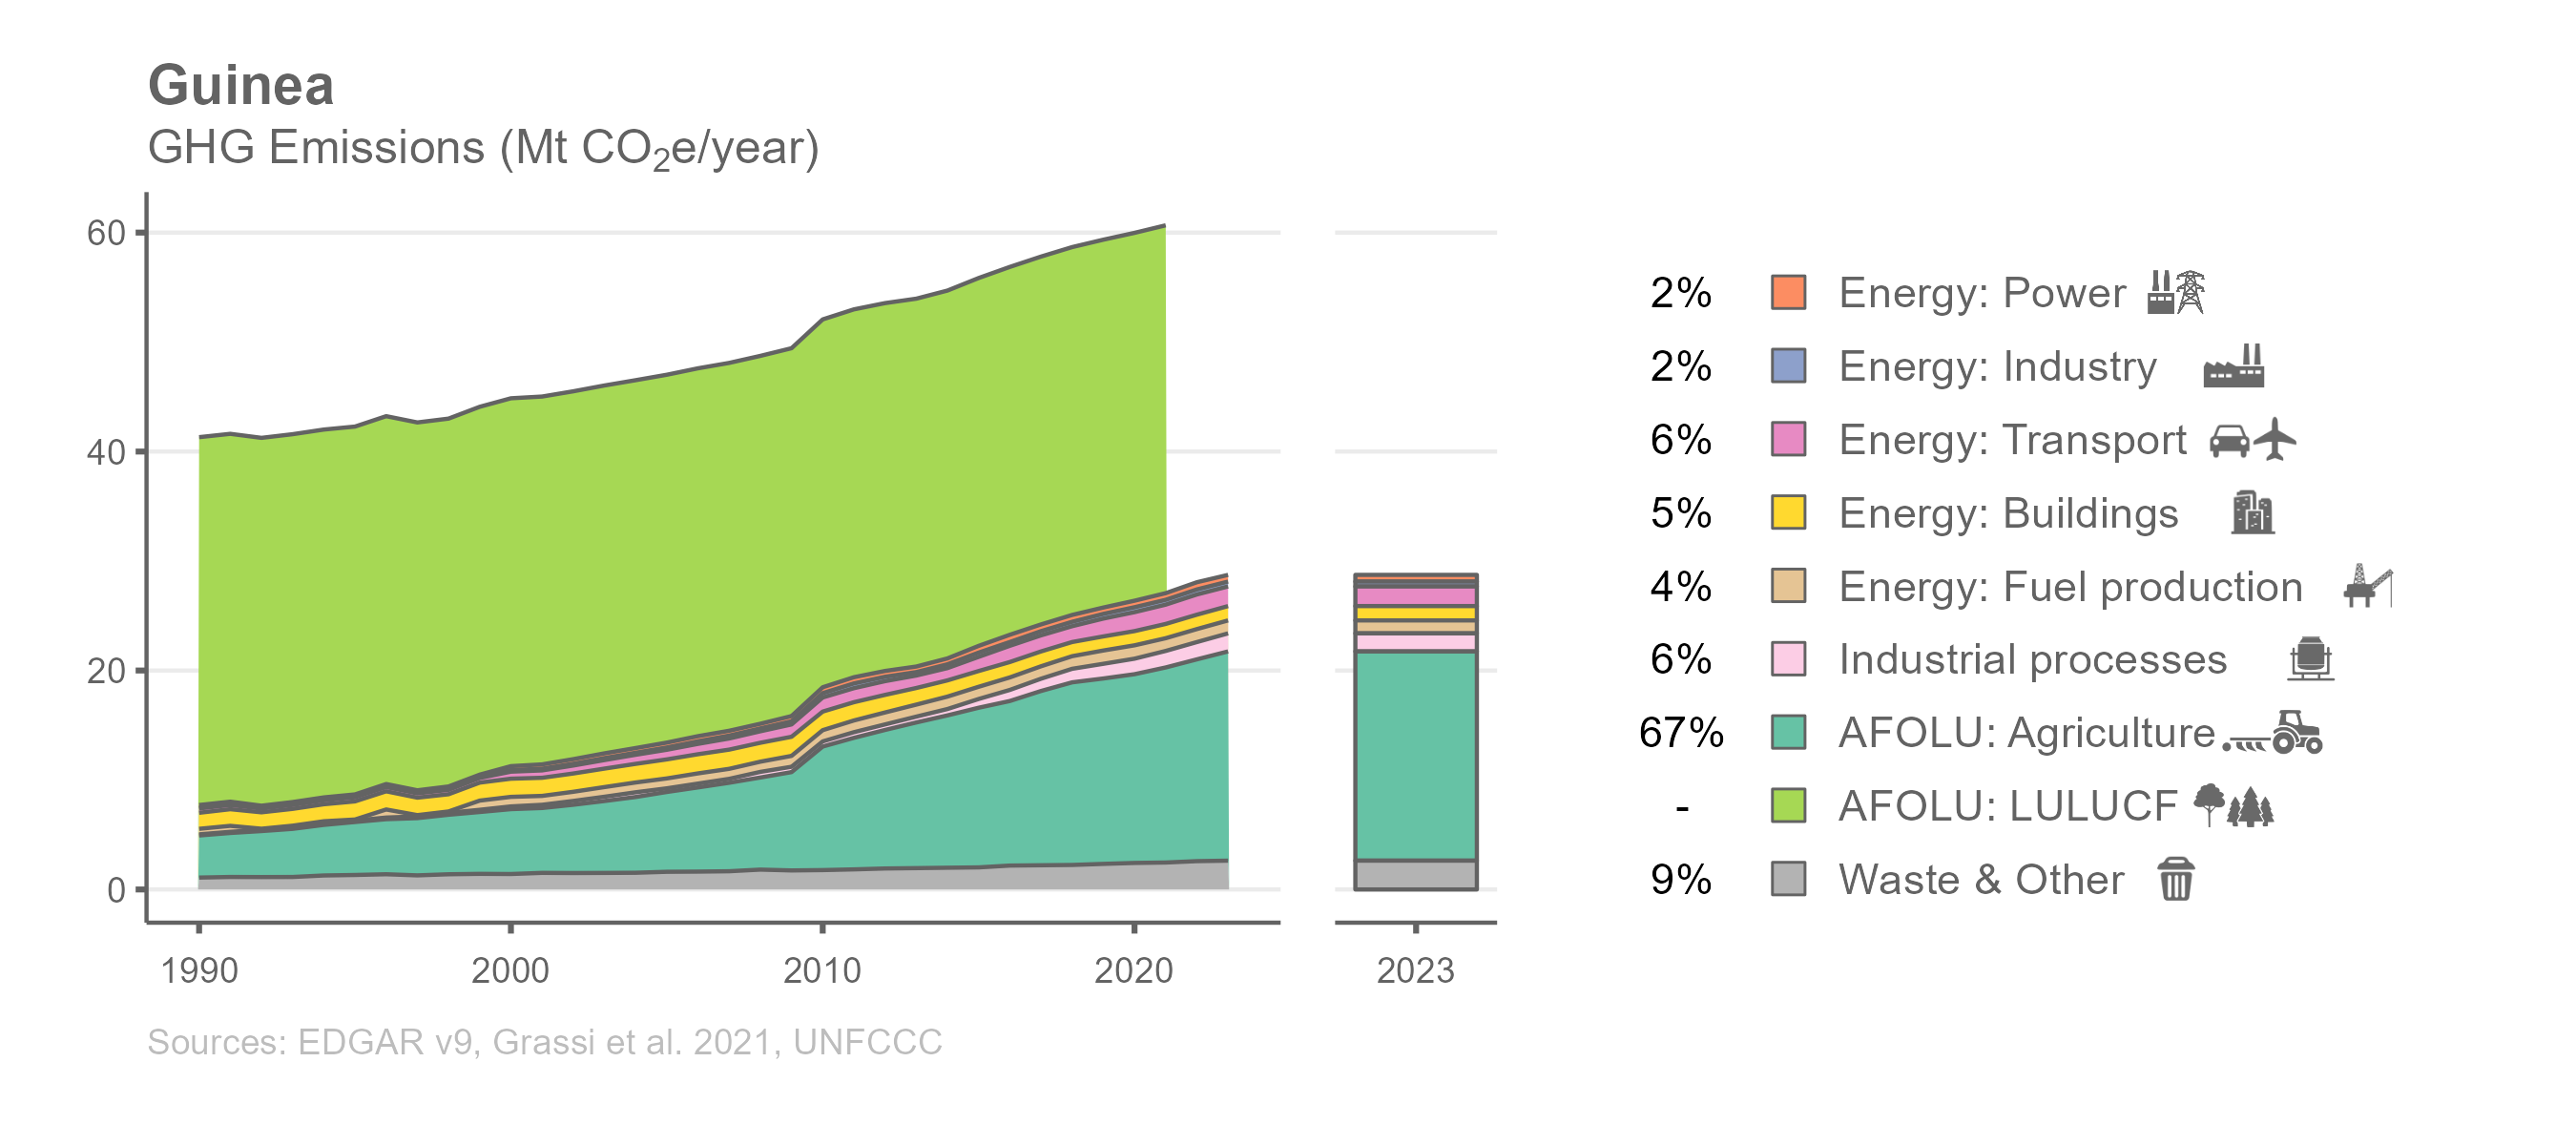 Guinea
GHG Emissions (Mt CO₂e/year)
60
40
20
0
1990 2000 2010 2020 2023
2% Energy: Power
2% Energy: Industry
6% Energy: Transport
5% Energy: Buildings
4% Energy: Fuel production
6% Industrial processes
67% AFOLU: Agriculture
- AFOLU: LULUCF
9% Waste & Other
Sources: EDGAR v9, Grassi et al. 2021, UNFCCC